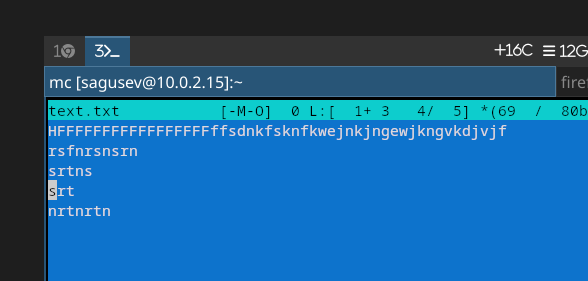 1
3
+16C 12G
mc [sagusev@10.0.2.15]:~ firef
text.txt [-M-O] 0 L:[ 1+ 3 4/ 5] *(69 / 80b
HFFFFFFFFFFFFFFFFFffsdnkfsknfkwejnkjngewjkngvkdjvjf
rsfnrsnsrn
srtns
srt
nrtnrtn